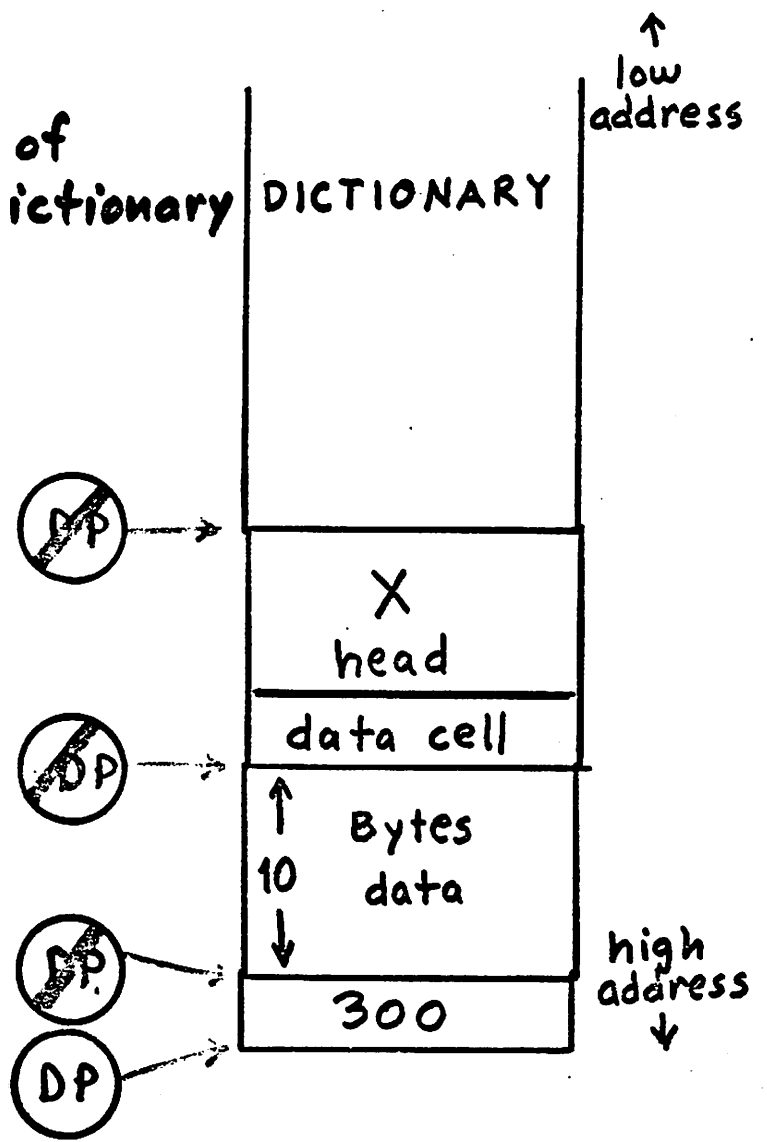 ↑
low
address
of
ictionary
DICTIONARY
DP
X
head
data cell
DP
Bytes
10
data
high
address
↓
DP
300
DP